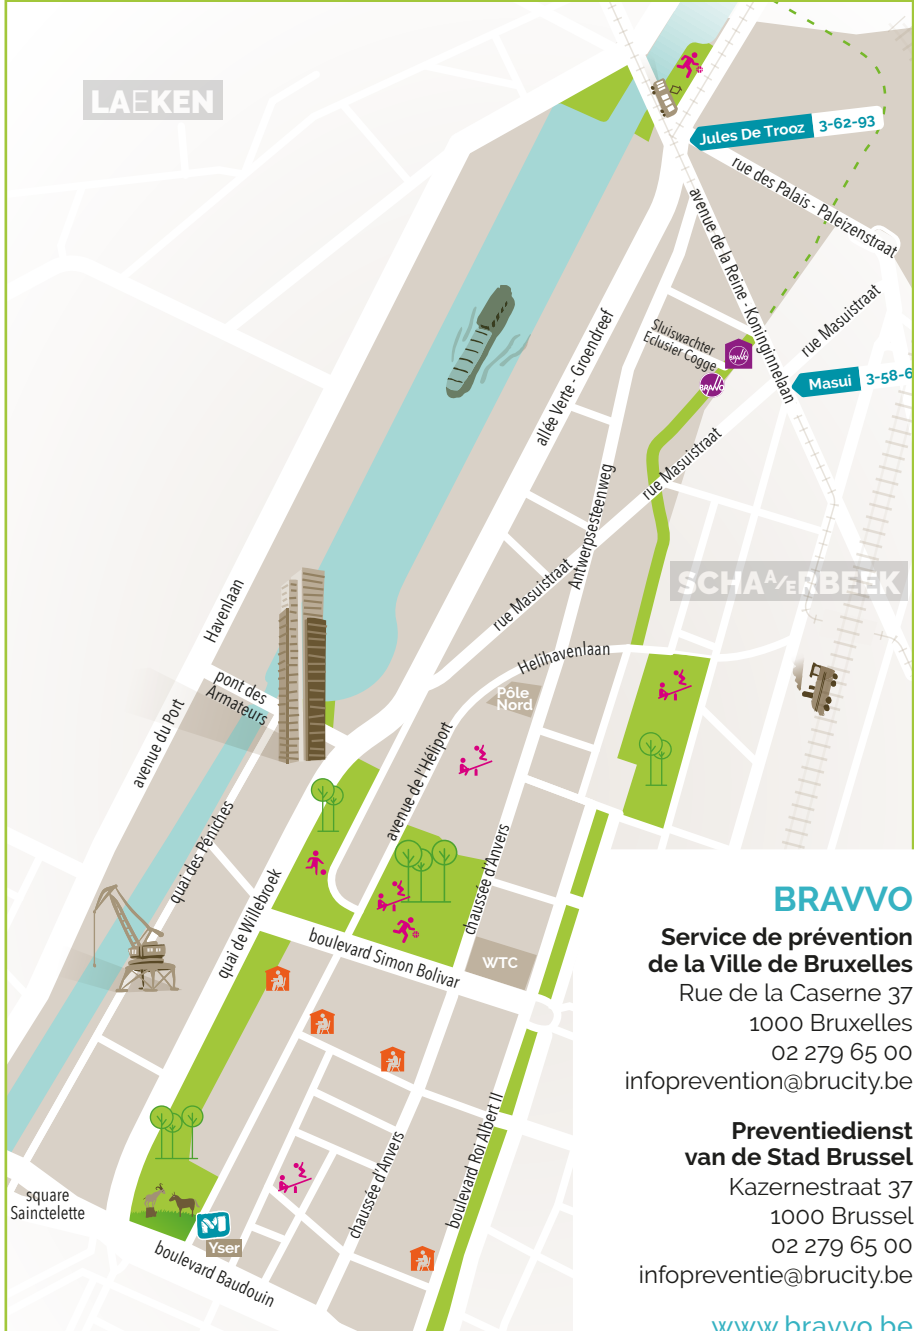 LAEKEN
Jules De Trooz 3-62-93
rue des Palais - Paleizenstraat
avenue de la Reine - Koninginnelaan
rue Masuistraat
Sluiswachter
Eclusier Cogge
BRAVVO
BRAVVO
Masui 3-58-6
allée Verte - Groendreef
rue Masuistraat
Antwerpsesteenweg
SCHAA/ERBEEK
rue Masuistraat
Havenlaan
Helihavenlaan
pont des
Armateurs
Pôle
Nord
avenue du Port
avenue de l'Héliport
quai des Péniches
chaussée d'Anvers
quai de Willebroek
boulevard Simon Bolivar
WTC
BRAVVO
Service de prévention
de la Ville de Bruxelles
Rue de la Caserne 37
1000 Bruxelles
02 279 65 00
infoprevention@brucity.be
Preventiedienst
van de Stad Brussel
Kazernestraat 37
1000 Brussel
02 279 65 00
infopreventie@brucity.be
www.bravvo.be
boulevard Roi Albert II
chaussée d'Anvers
square
Sainctelette
M
Yser
boulevard Baudouin